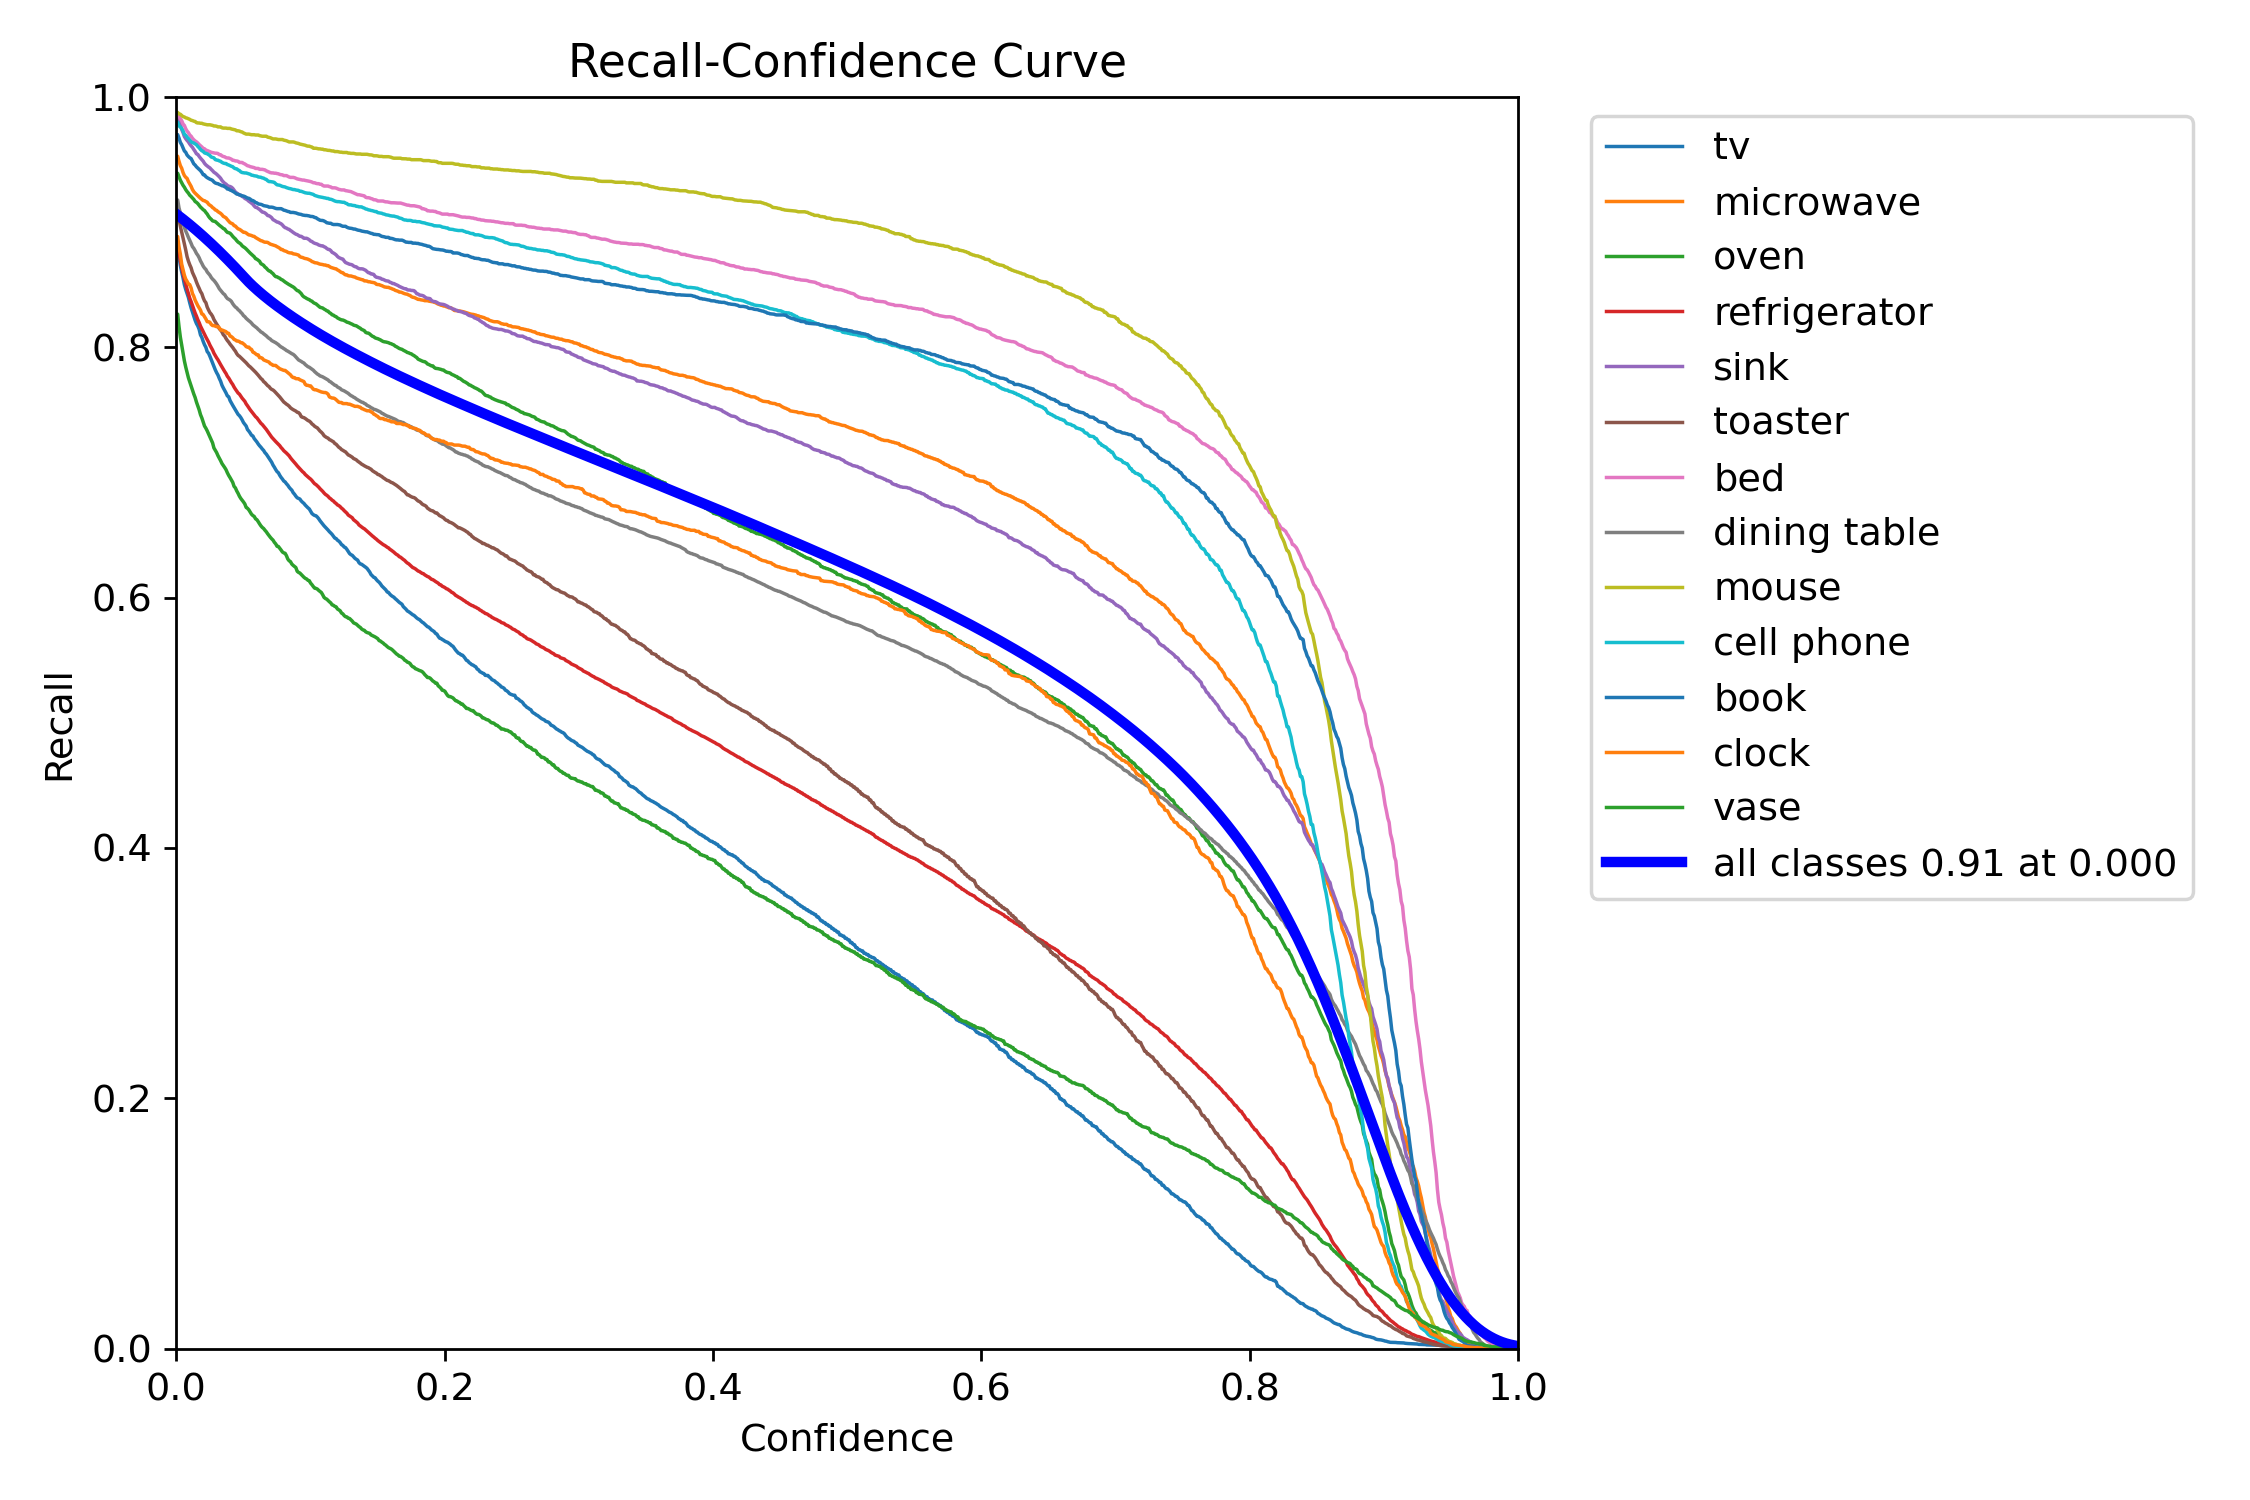 Recall-Confidence Curve
1.0
0.8
0.6
0.4
0.2
0.0
Recall
0.0 0.2 0.4 0.6 0.8 1.0
Confidence
tv
microwave
oven
refrigerator
sink
toaster
bed
dining table
mouse
cell phone
book
clock
vase
all classes 0.91 at 0.000